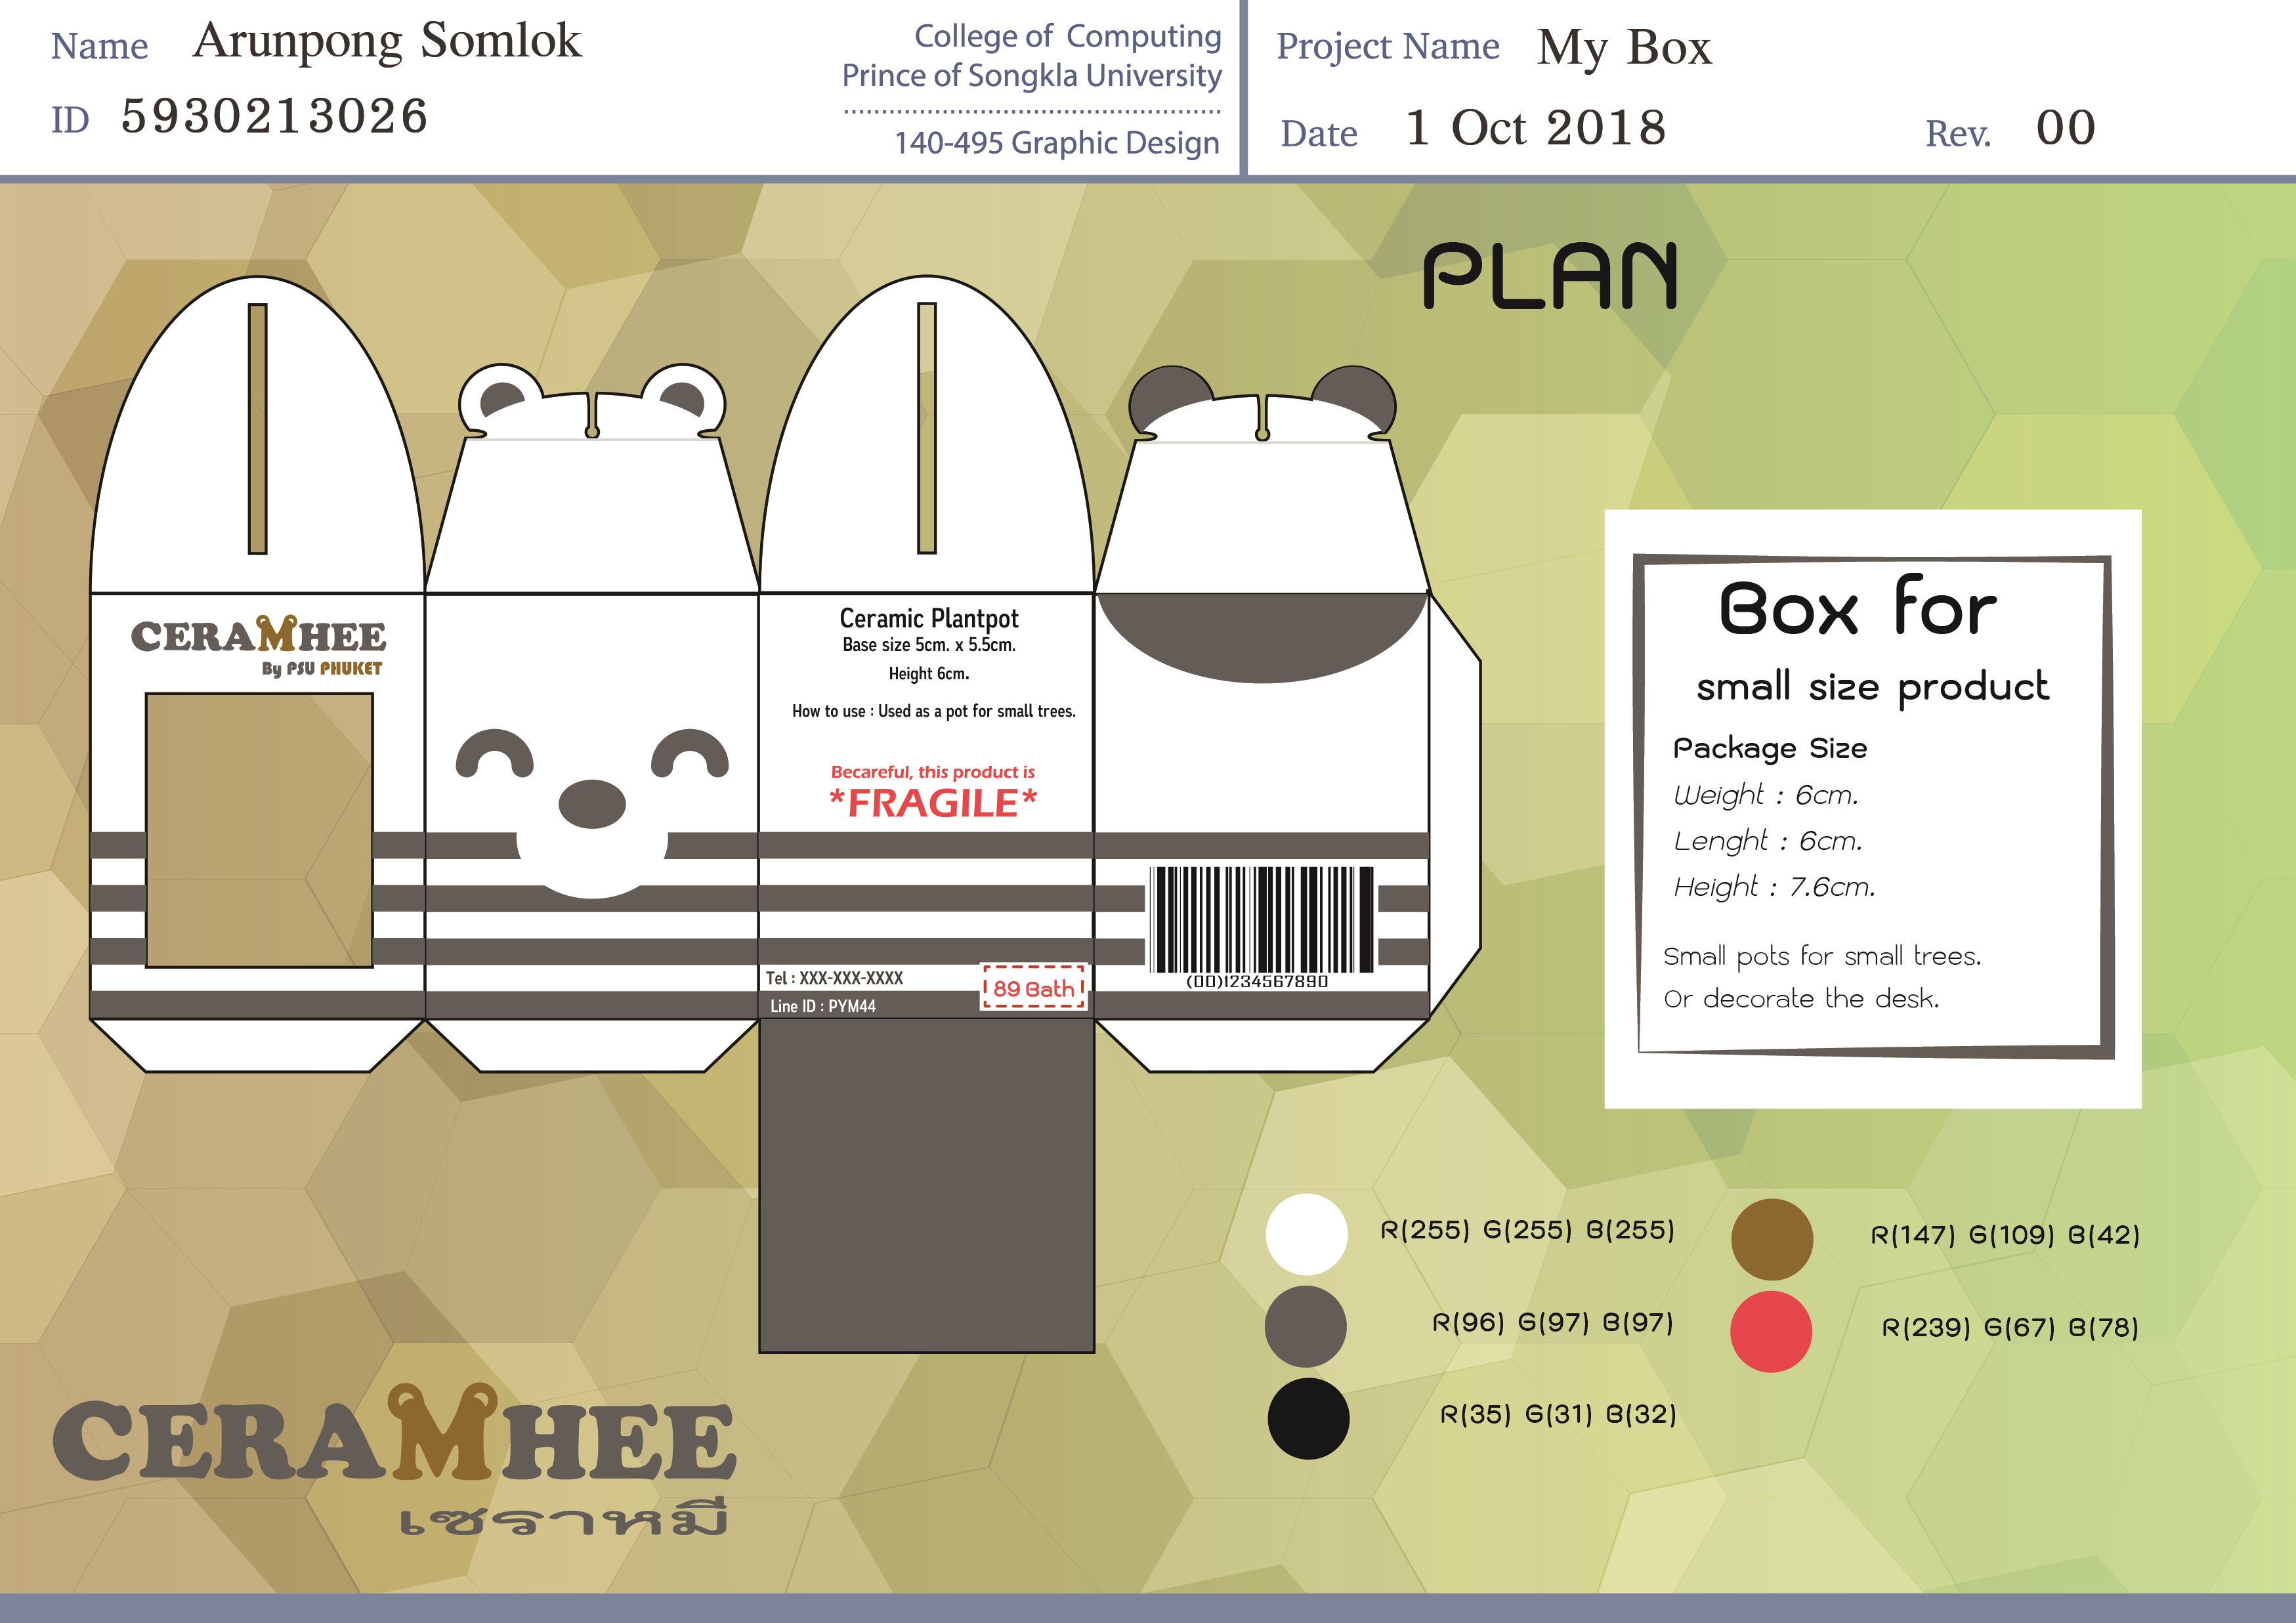 Name Arunpong Somlok
ID 5930213026
College of Computing
Prince of Songkla University
140-495 Graphic Design
Project Name My Box
Date 1 Oct 2018 Rev. 00
PLAN
CERAMHEE
By PSU PHUKET
Ceramic Plantpot
Base size 5cm. x 5.5cm.
Height 6cm.
How to use : Used as a pot for small trees.
Becareful, this product is
*FRAGILE*
Tel : XXX-XXX-XXXX
Line ID : PYM44
89 Bath
(00)1234567890
Box for
small size product
Package Size
Weight : 6cm.
Lenght : 6cm.
Height : 7.6cm.
Small pots for small trees.
Or decorate the desk.
R(255) G(255) B(255)
R(96) G(97) B(97)
R(35) G(31) B(32)
R(147) G(109) B(42)
R(239) G(67) B(78)
CERAMHEE
เซราหมี